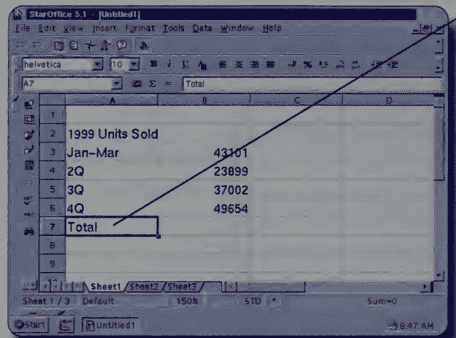 StarOffice 5.1 - [Untitled1]
File Edit View Insert Format Tools Data Window Help
helvetica 10 B i U A
A7 Σ = Total
A B C D
1
2 1999 Units Sold
3 Jan-Mar 43101
4 2Q 23899
5 3Q 37002
6 4Q 49654
7 Total
8
9
Sheet1 Sheet2 Sheet3
Sheet 1 / 3 Default 150% STD * Sum=0
Start Untitled1 8:47 AM